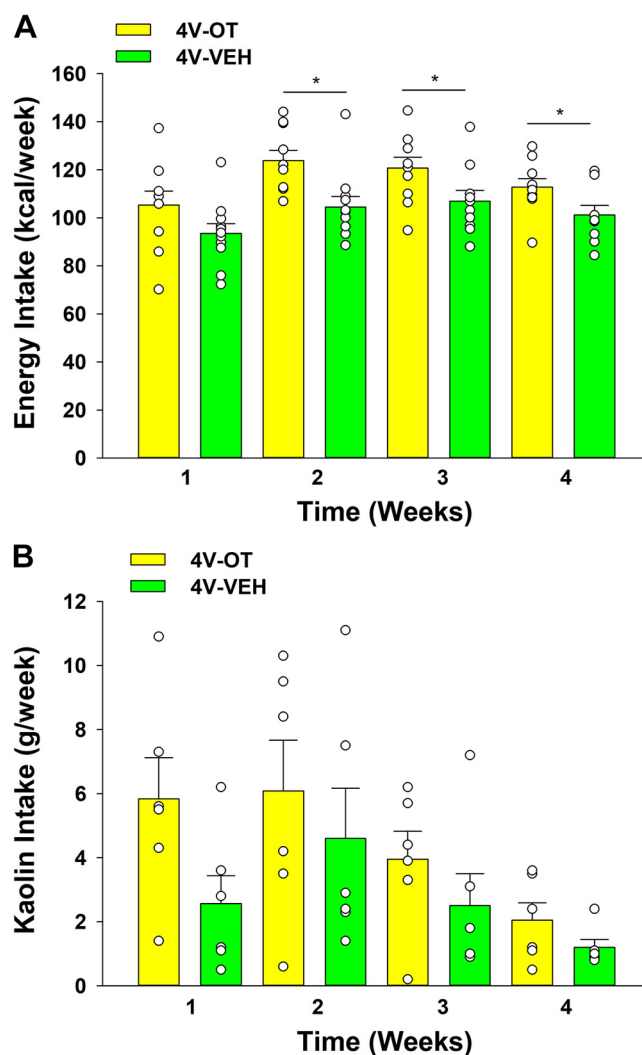 A
4V-OT
4V-VEH
Energy Intake (kcal/week)
160
140
120
100
80
60
40
20
0
*
*
*
1 2 3 4
Time (Weeks)
B
4V-OT
4V-VEH
Kaolin Intake (g/week)
12
10
8
6
4
2
0
1 2 3 4
Time (Weeks)